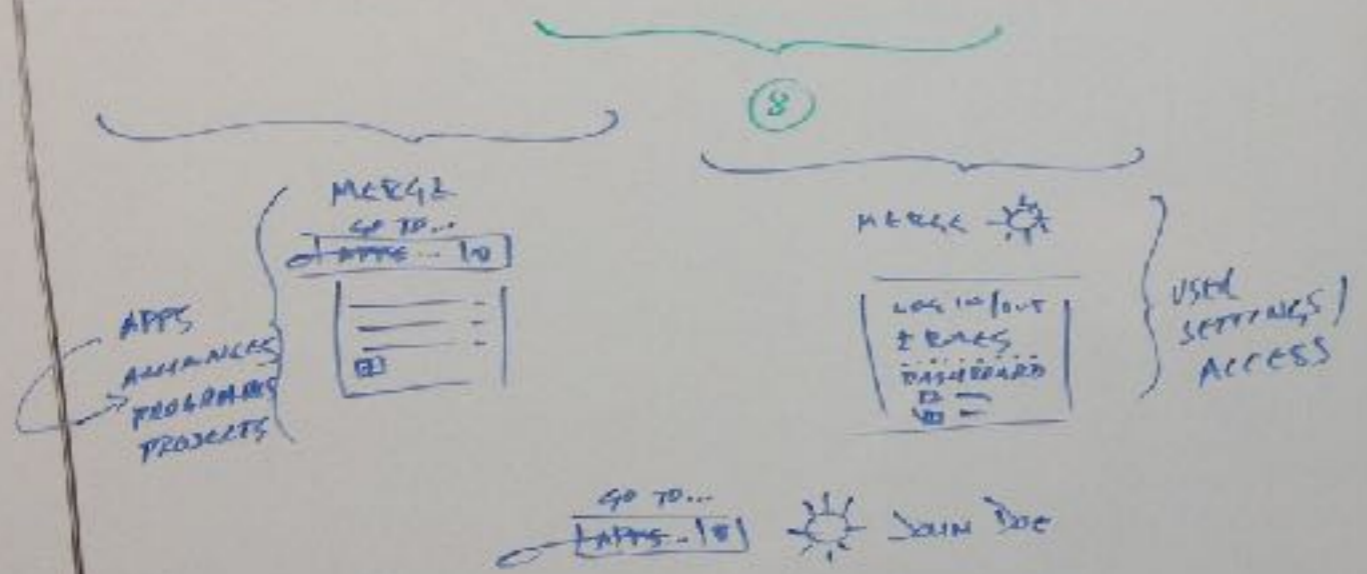 8
MERGE
GO TO...
APPS...
APPS
ALLIANCES
PROGRAMS
PROJECTS
MERGE
LOG IN/OUT
& ROLES
DASHBOARD
USER
SETTINGS/
ACCESS
GO TO...
APPS...
JOHN DOE